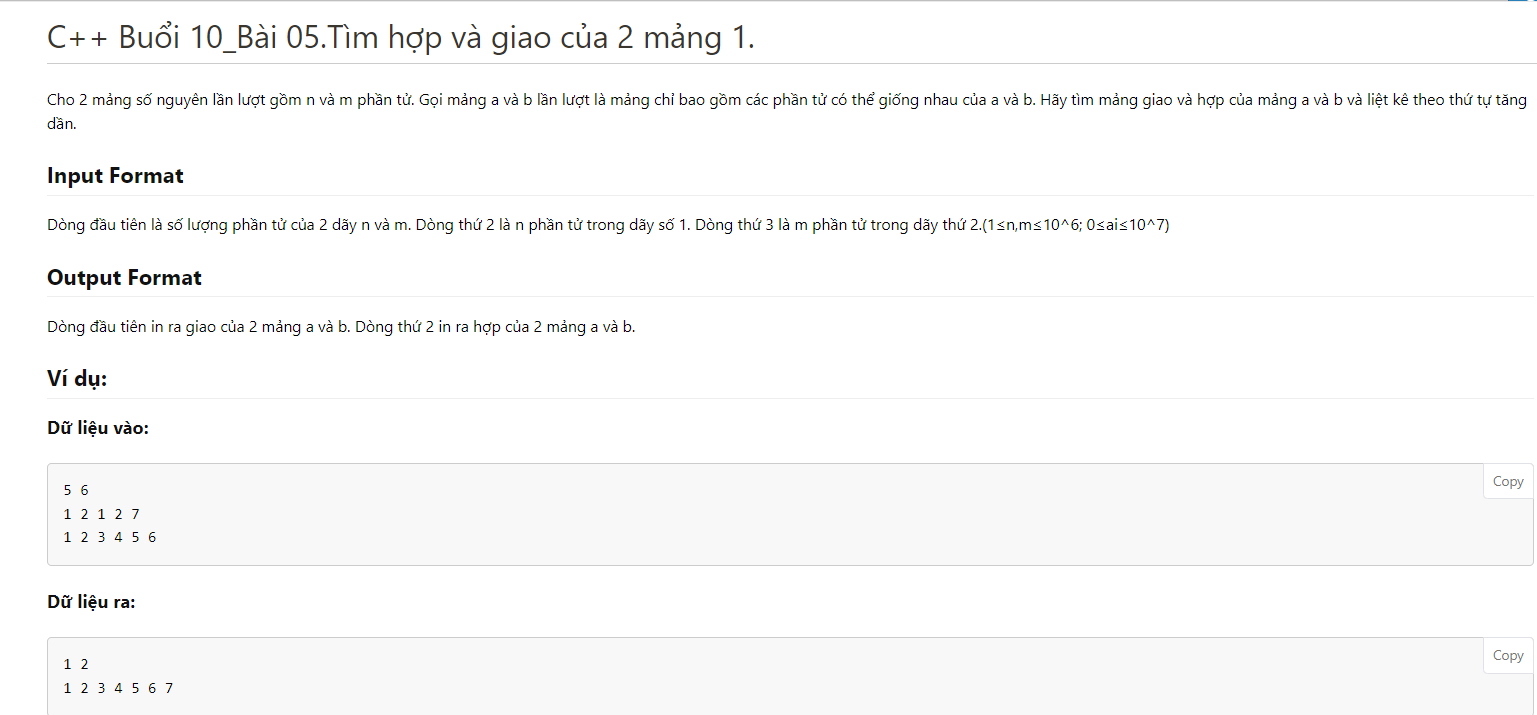 C++ Buổi 10_Bài 05.Tìm hợp và giao của 2 mảng 1.
Cho 2 mảng số nguyên lần lượt gồm n và m phần tử. Gọi mảng a và b lần lượt là mảng chỉ bao gồm các phần tử có thể giống nhau của a và b. Hãy tìm mảng giao và hợp của mảng a và b và liệt kê theo thứ tự tăng
dần.
Input Format
Dòng đầu tiên là số lượng phần tử của 2 dãy n và m. Dòng thứ 2 là n phần tử trong dãy số 1. Dòng thứ 3 là m phần tử trong dãy thứ 2.(1≤n,m≤10^6; 0≤ai≤10^7)
Output Format
Dòng đầu tiên in ra giao của 2 mảng a và b. Dòng thứ 2 in ra hợp của 2 mảng a và b.
Ví dụ:
Dữ liệu vào:
Copy
5 6
1 2 1 2 7
1 2 3 4 5 6
Dữ liệu ra:
Copy
1 2
1 2 3 4 5 6 7